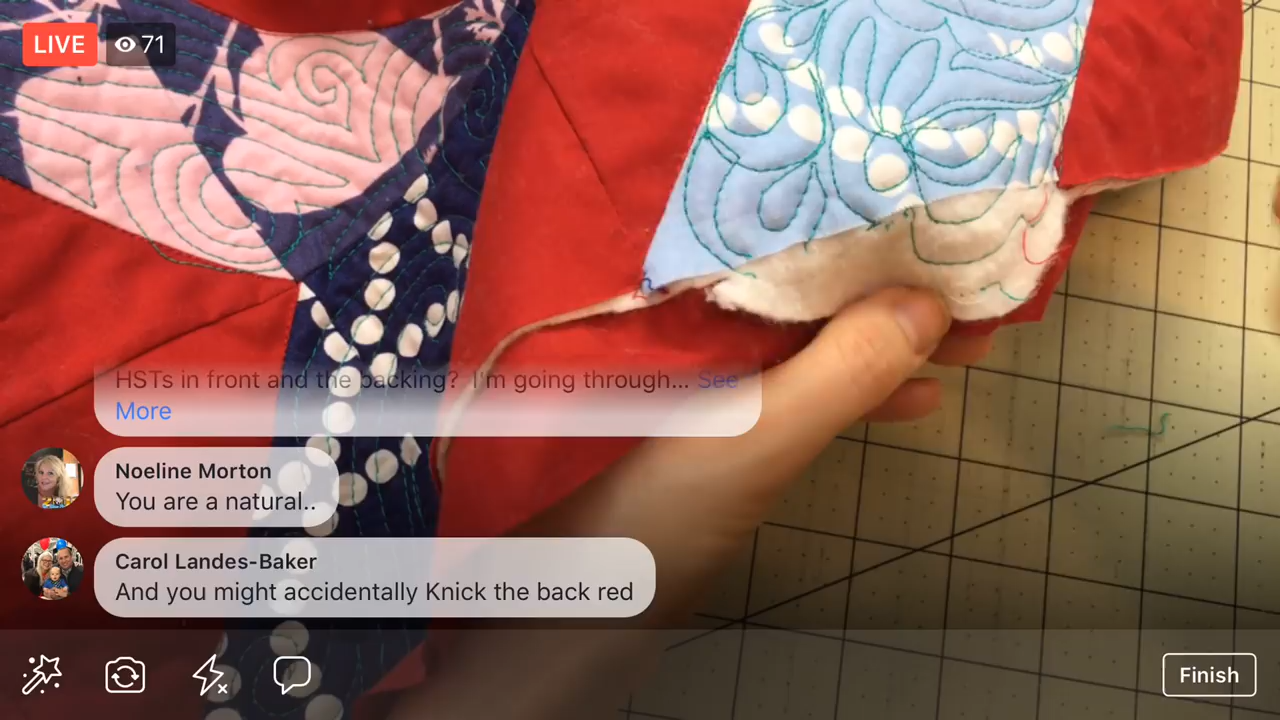 LIVE 71
HSTs in front and the backing? I'm going through... See
More
Noeline Morton
You are a natural..
Carol Landes-Baker
And you might accidentally Knick the back red
Finish